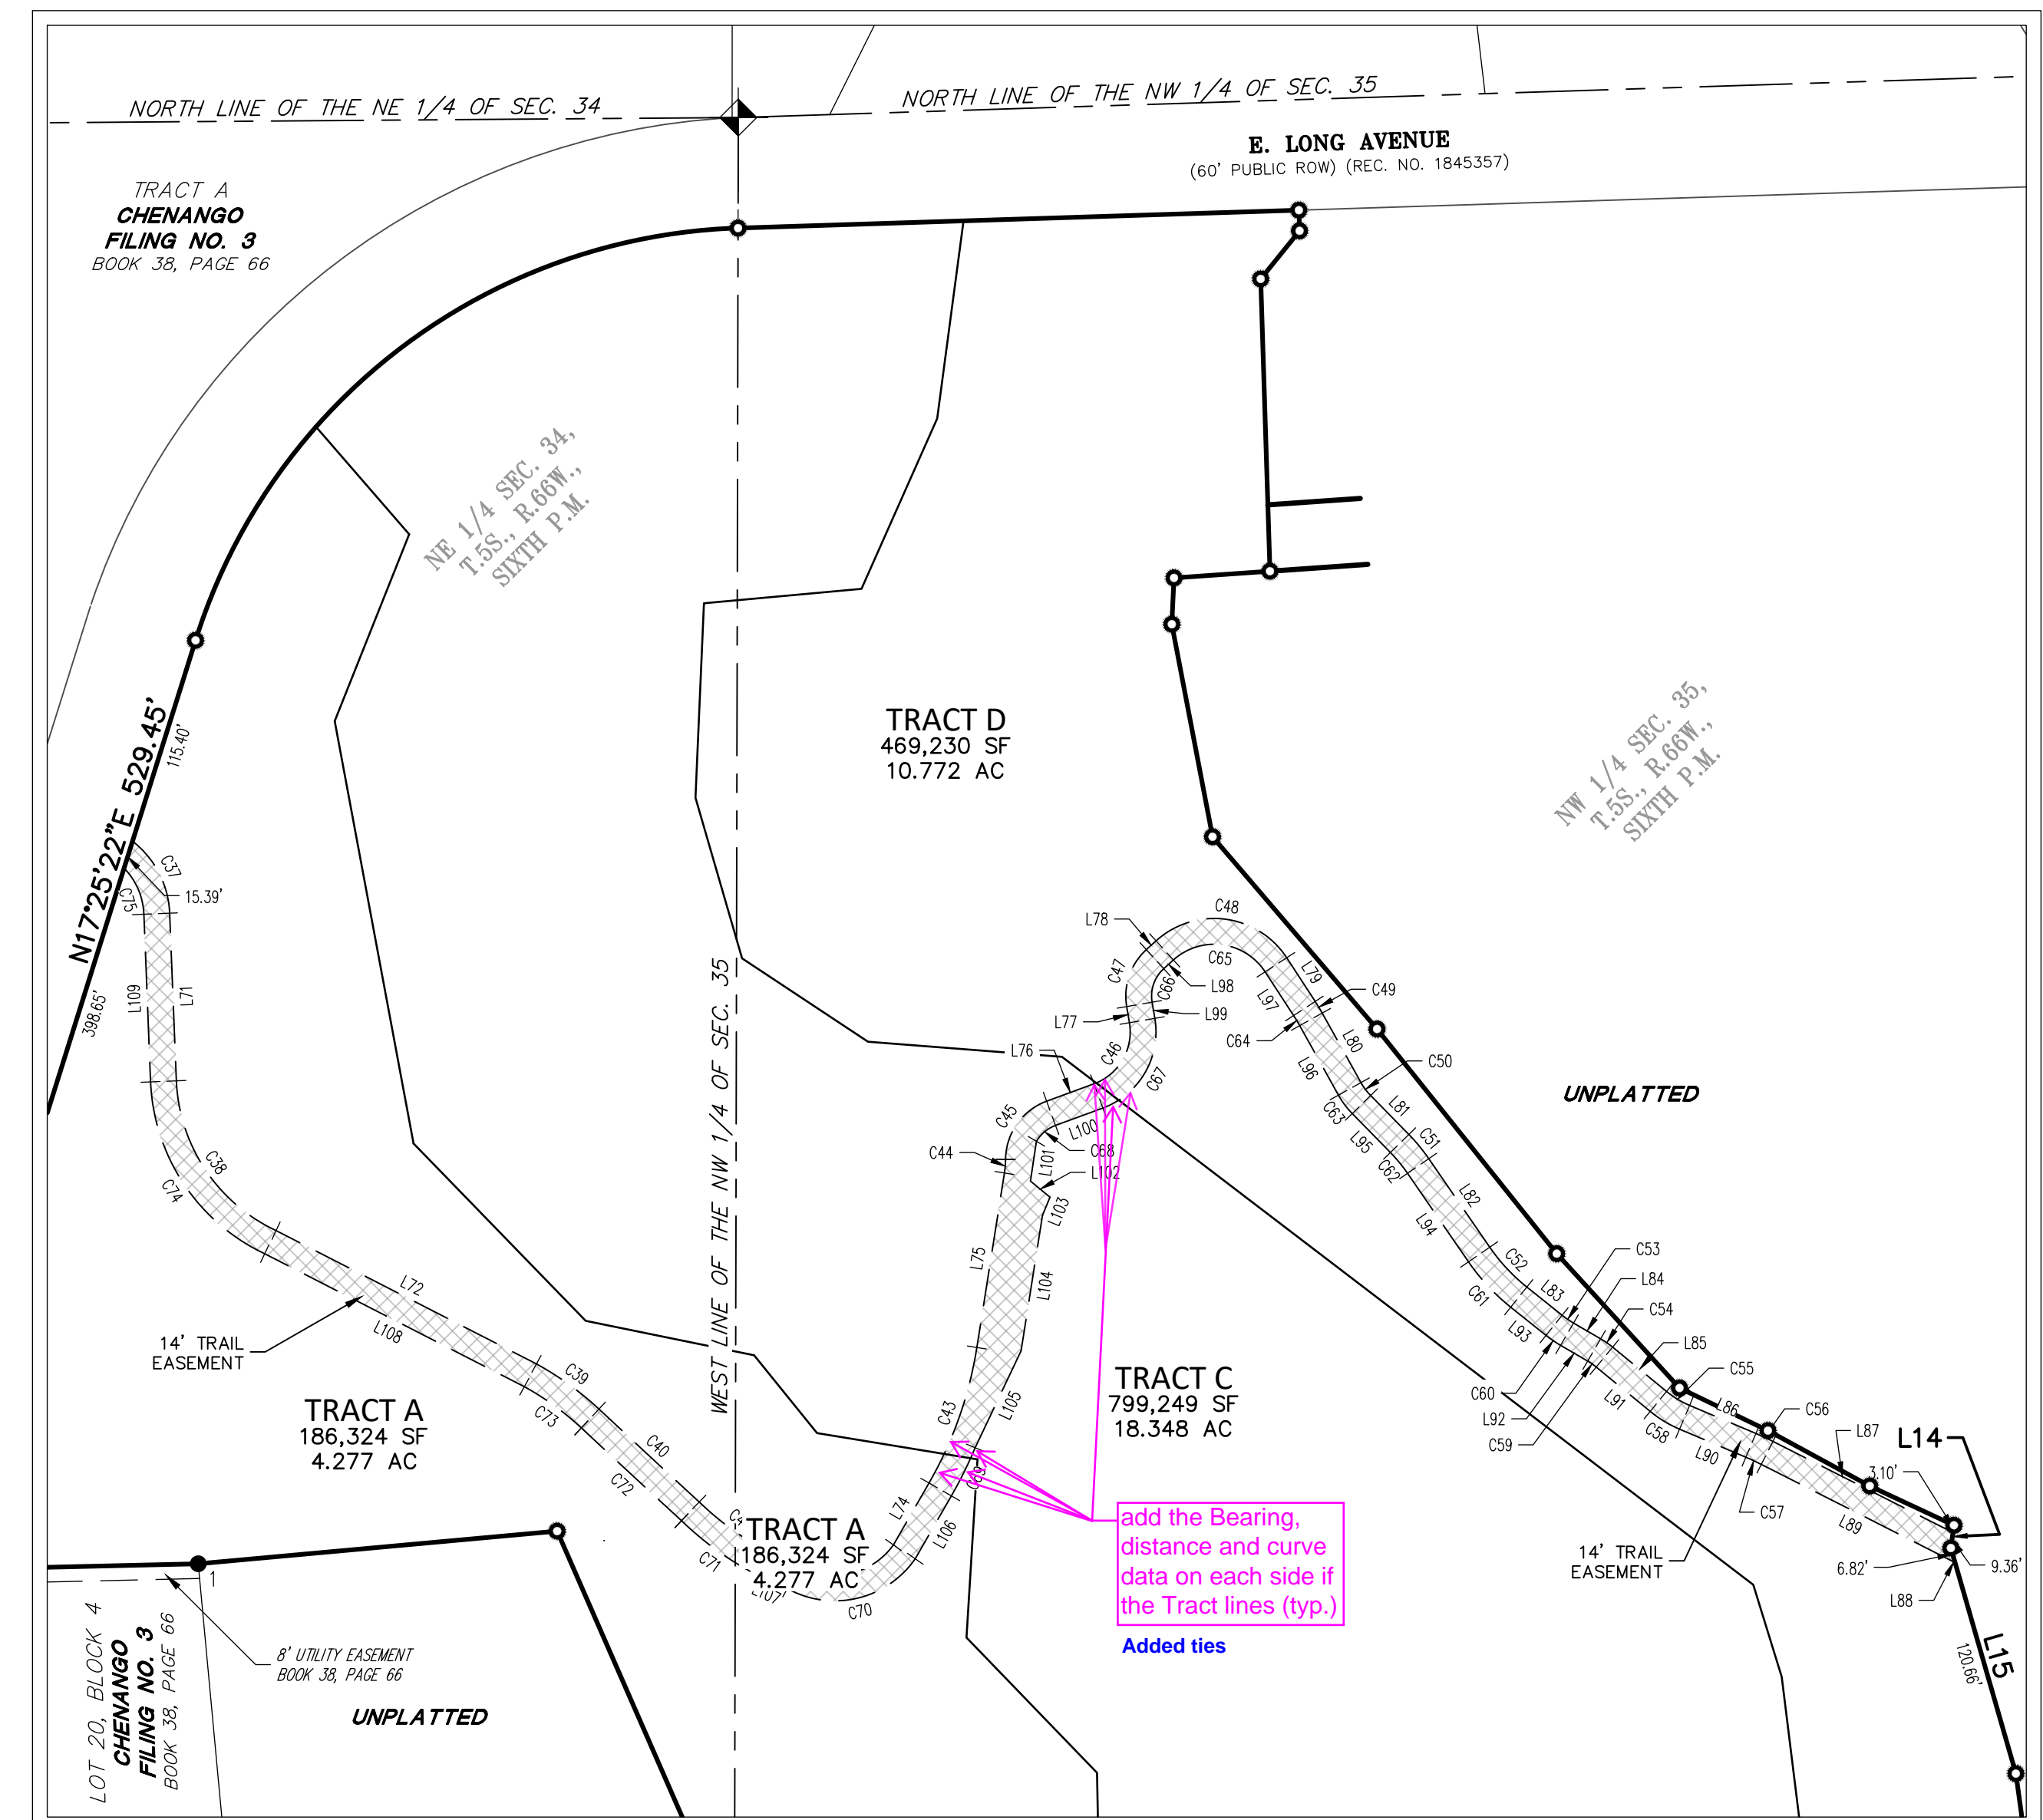 NORTH LINE OF THE NE 1/4 OF SEC. 34
NORTH LINE OF THE NW 1/4 OF SEC. 35
E. LONG AVENUE
(60' PUBLIC ROW) (REC. NO. 1845357)
TRACT A
CHENANGO
FILING NO. 3
BOOK 38, PAGE 66
NE 1/4 SEC. 34,
T.5S., R.66W.,
SIXTH P.M.
NW 1/4 SEC. 35,
T.5S., R.66W.,
SIXTH P.M.
TRACT D
469,230 SF
10.772 AC
N17°25'22"E 529.45'
115.40'
398.65'
C37
C75
15.39'
L109
L71
C38
C74
L72
L108
14' TRAIL
EASEMENT
C39
C73
C40
C72
C71
TRACT A
186,324 SF
4.277 AC
TRACT A
186,324 SF
4.277 AC
L107
C70
WEST LINE OF THE NW 1/4 OF SEC. 35
L78
C48
C47
C65
C66
L98
L79
C49
L97
L77
L99
C64
L80
C50
L76
C46
C67
L96
L81
C45
L100
C63
L95
C51
C62
C44
L101
C68
L102
L103
L82
L94
L75
L104
C52
C53
C61
L83
L84
C54
L93
L85
C60
L92
C59
L91
C55
L86
C56
C58
L87
L90
C57
L89
L14
3.10'
14' TRAIL
EASEMENT
6.82'
9.36'
L88
L15
120.66'
UNPLATTED
TRACT C
799,249 SF
18.348 AC
C43
L105
C69
L74
L106
add the Bearing,
distance and curve
data on each side if
the Tract lines (typ.)
Added ties
1
8' UTILITY EASEMENT
BOOK 38, PAGE 66
LOT 20, BLOCK 4
CHENANGO
FILING NO. 3
BOOK 38, PAGE 66
UNPLATTED